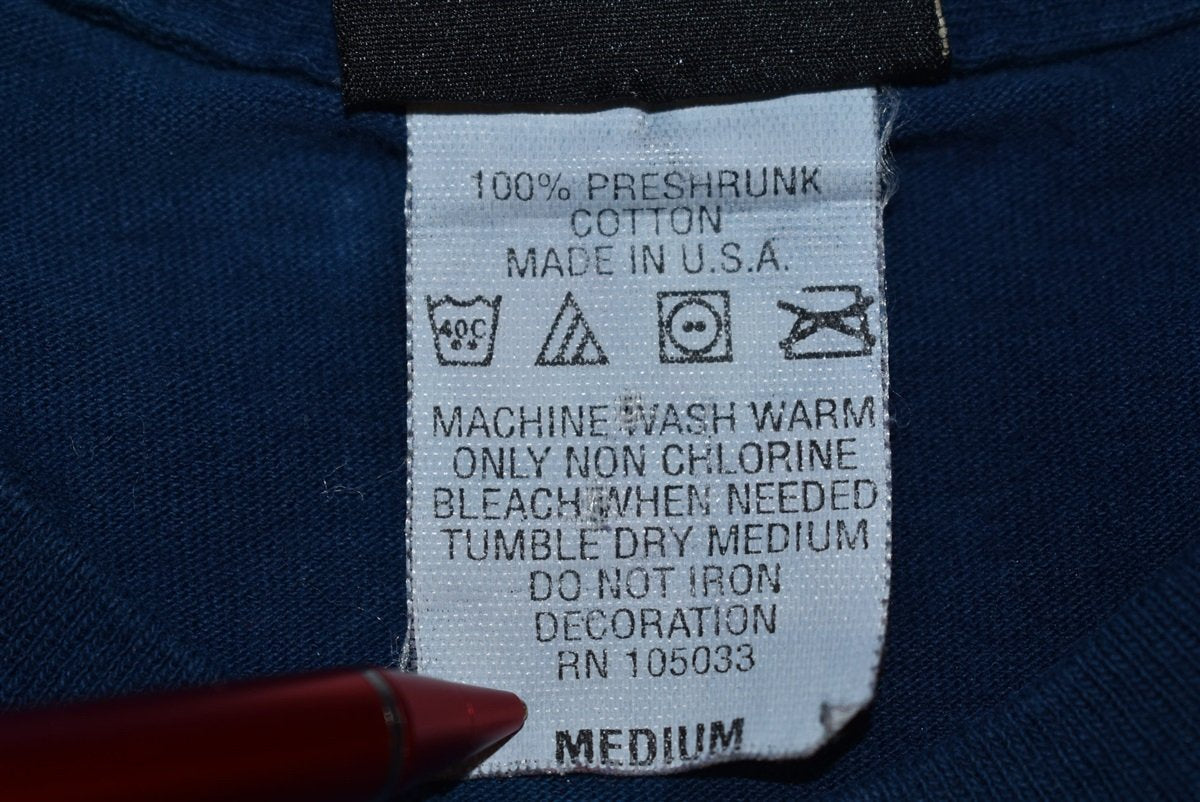 100% PRESHRUNK
COTTON
MADE IN U.S.A.
40C
MACHINE WASH WARM
ONLY NON CHLORINE
BLEACH WHEN NEEDED
TUMBLE DRY MEDIUM
DO NOT IRON
DECORATION
RN 105033
MEDIUM